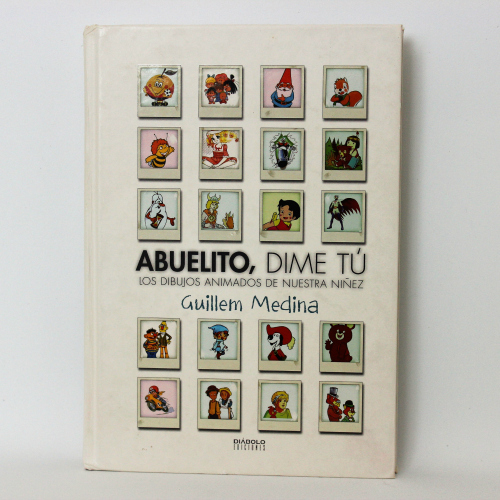 ABUELITO, DIME TÚ
LOS DIBUJOS ANIMADOS DE NUESTRA NIÑEZ
Guillem Medina
DIÁBOLO
EDICIONES